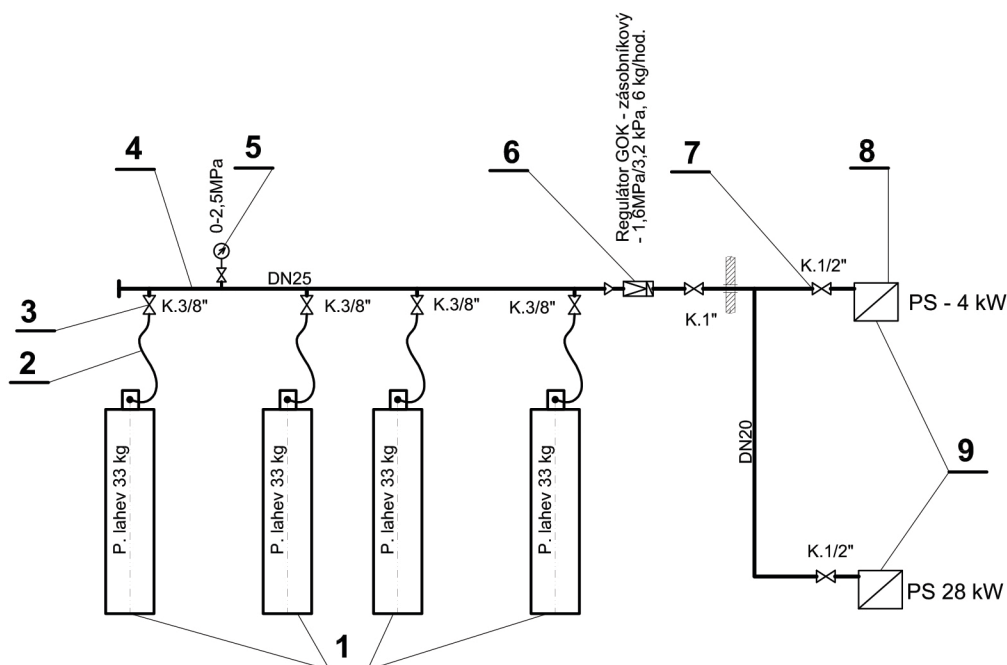 4
5
6
7
8
0-2,5MPa
Regulátor GOK - zásobníkový
- 1,6MPa/3,2 kPa, 6 kg/hod.
DN25
K.1/2"
3
K.3/8"
K.3/8"
K.3/8"
K.3/8"
K.1"
PS - 4 kW
2
P. lahev 33 kg
P. lahev 33 kg
P. lahev 33 kg
P. lahev 33 kg
DN20
9
K.1/2"
PS 28 kW
1